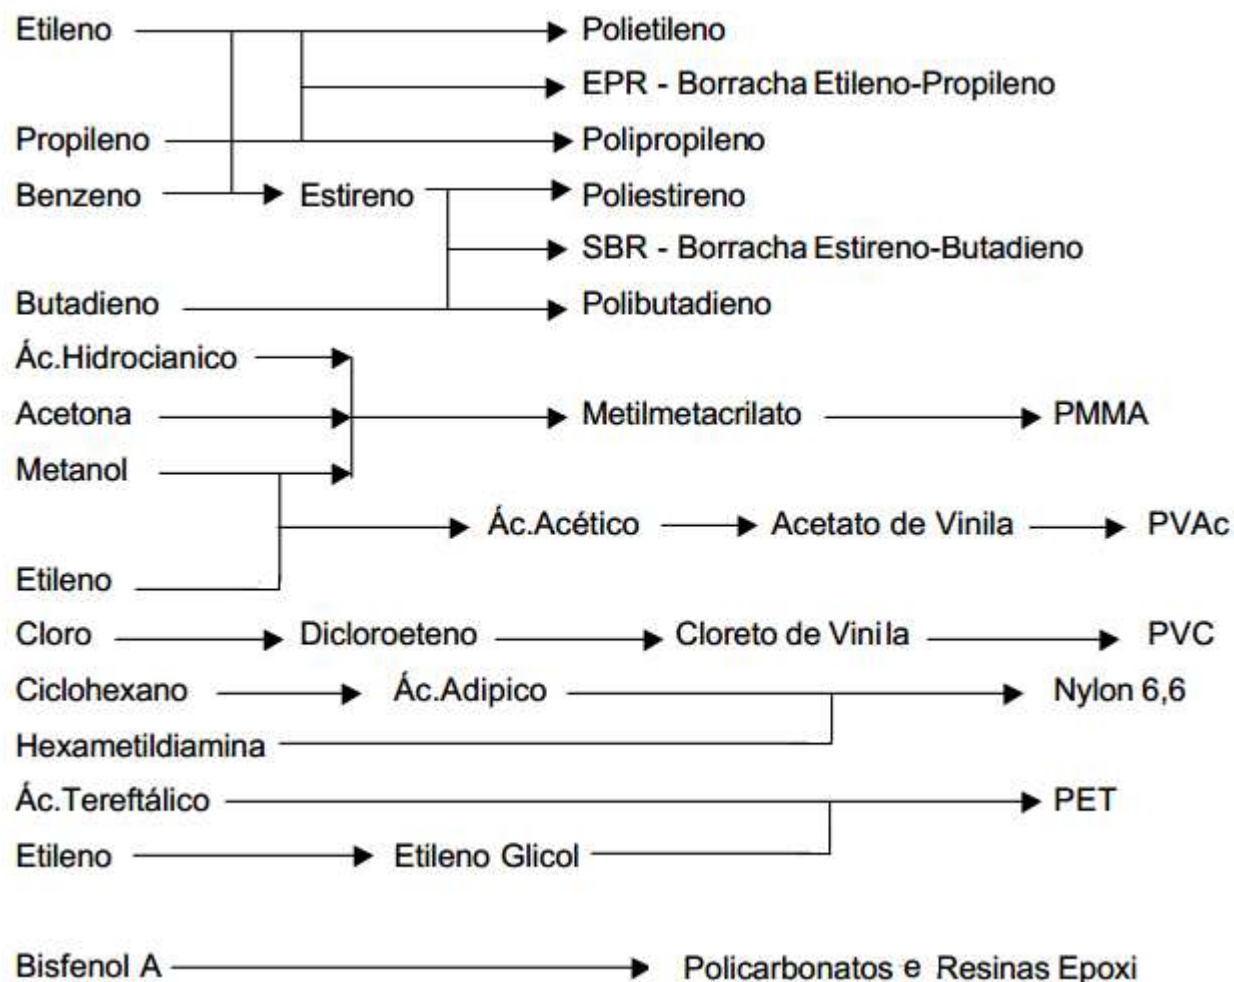 Etileno Polietileno
EPR - Borracha Etileno-Propileno
Propileno Polipropileno
Benzeno Estireno Poliestireno
SBR - Borracha Estireno-Butadieno
Butadieno Polibutadieno
Ác.Hidrocianico
Acetona Metilmetacrilato PMMA
Metanol
Ác.Acético Acetato de Vinila PVAc
Etileno
Cloro Dicloroeteno Cloreto de Vinila PVC
Ciclohexano Ác.Adipico Nylon 6,6
Hexametildiamina
Ác.Tereftálico PET
Etileno Etileno Glicol
Bisfenol A Policarbonatos e Resinas Epoxi